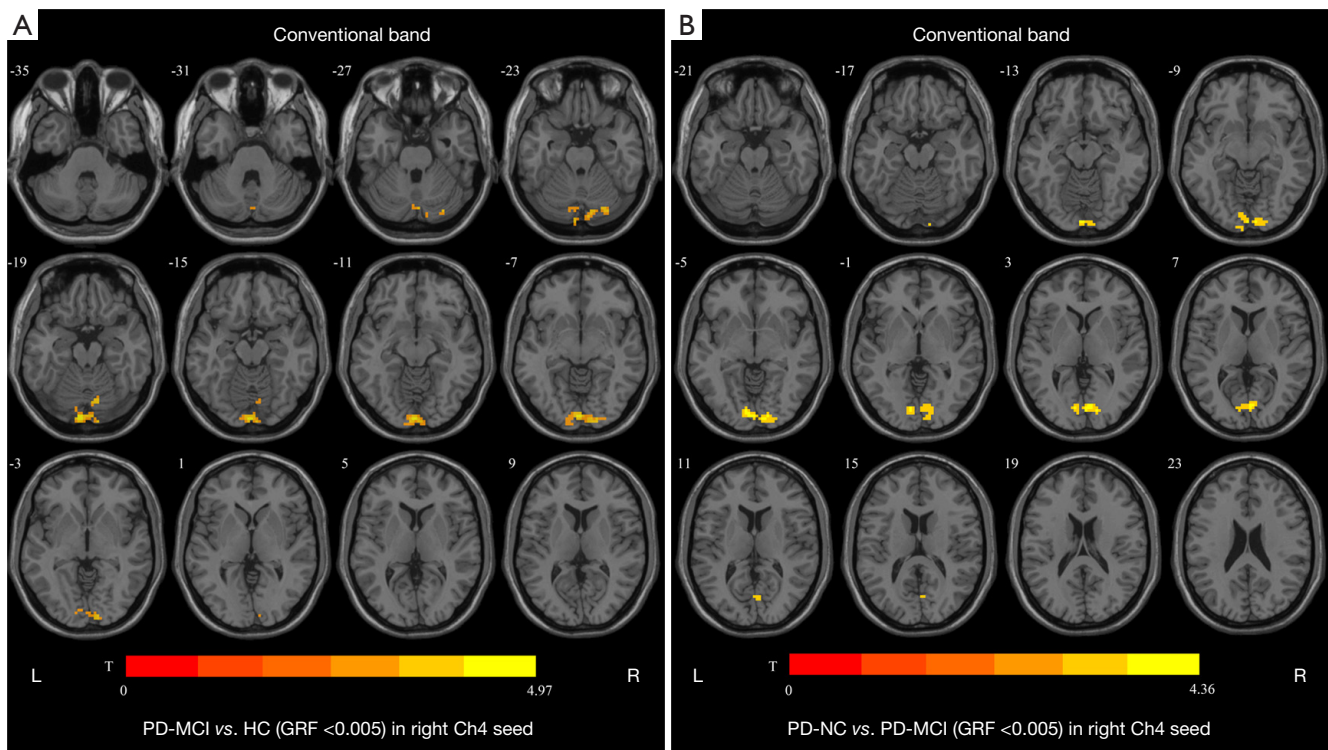 A
Conventional band
-35 -31 -27 -23
-19 -15 -11 -7
-3 1 5 9
T
0 4.97
L R
PD-MCI vs. HC (GRF <0.005) in right Ch4 seed
B
Conventional band
-21 -17 -13 -9
-5 -1 3 7
11 15 19 23
T
0 4.36
L R
PD-NC vs. PD-MCI (GRF <0.005) in right Ch4 seed